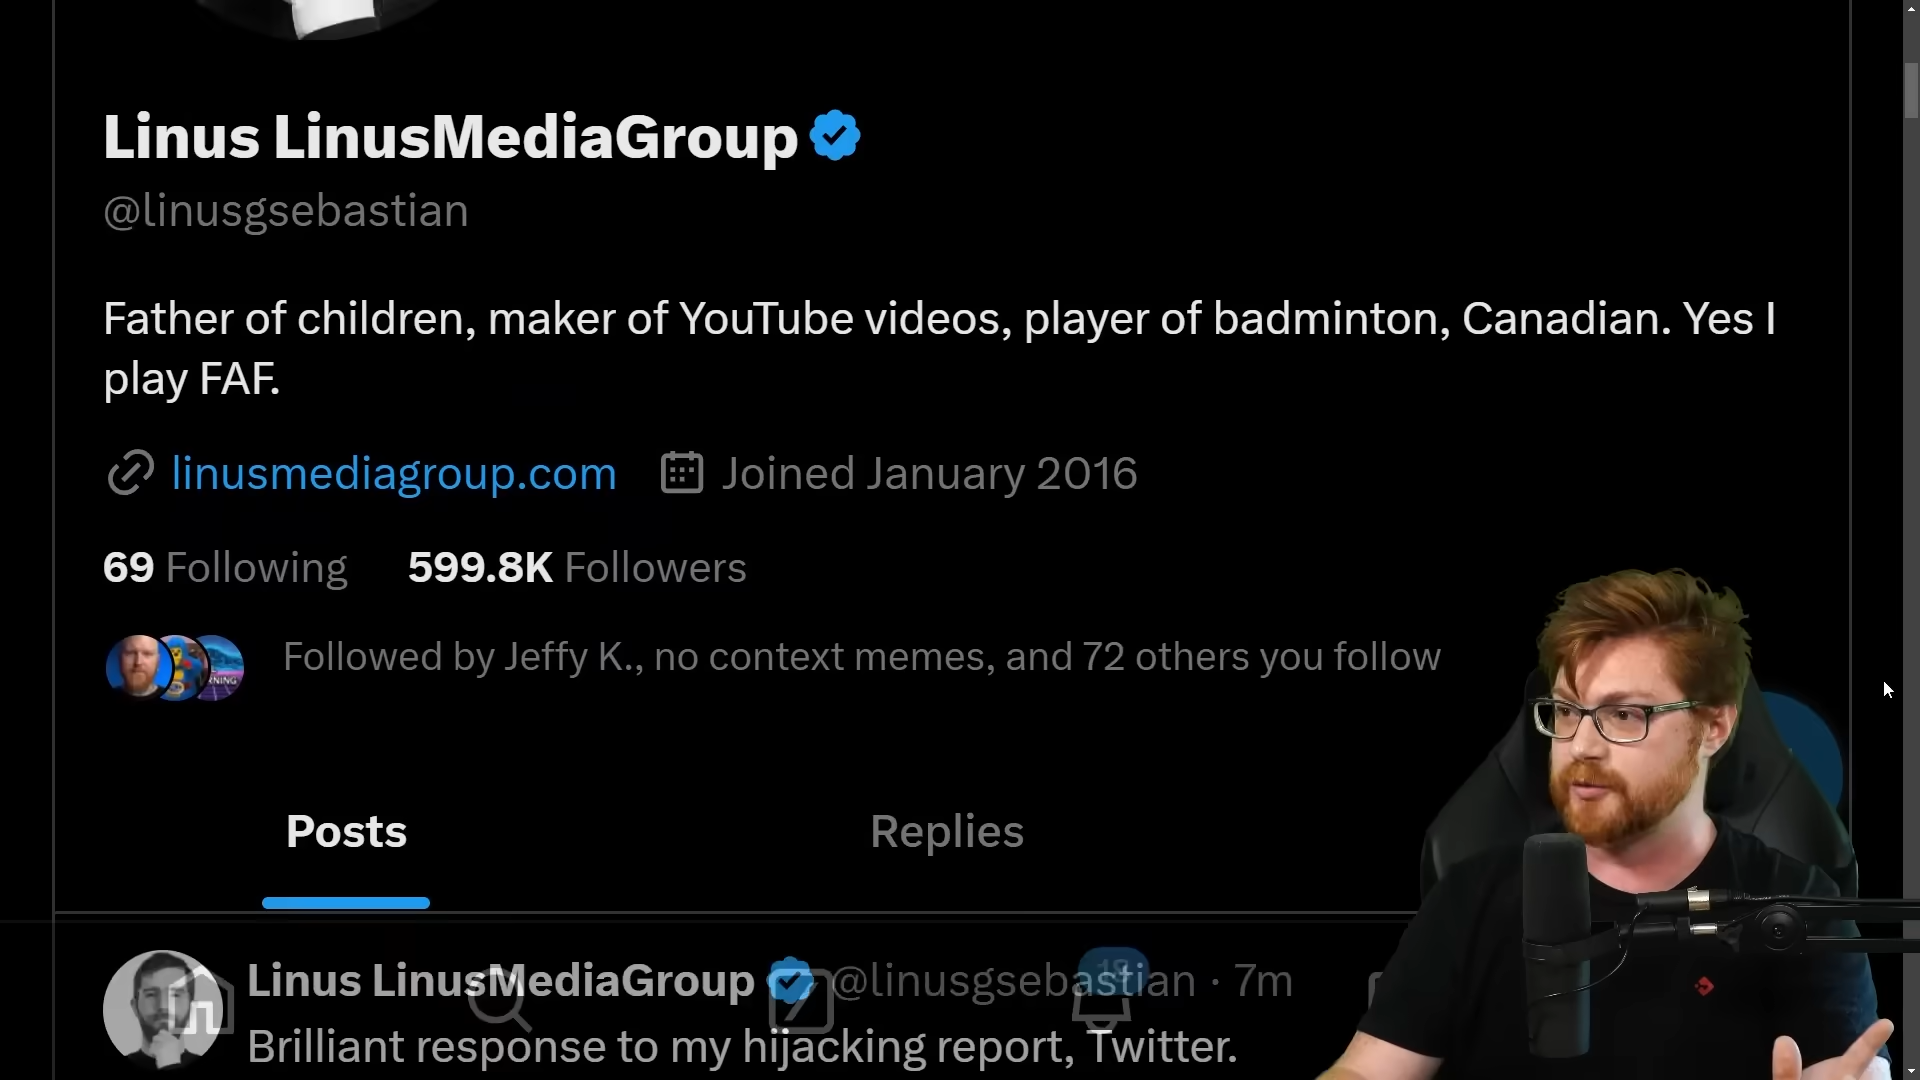 Linus LinusMediaGroup
@linusgsebastian
Father of children, maker of YouTube videos, player of badminton, Canadian. Yes I
play FAF.
linusmediagroup.com Joined January 2016
69 Following 599.8K Followers
RNING
Followed by Jeffy K., no context memes, and 72 others you follow
Posts Replies
Linus LinusMediaGroup @linusgsebastian · 7m
Brilliant response to my hijacking report, Twitter.